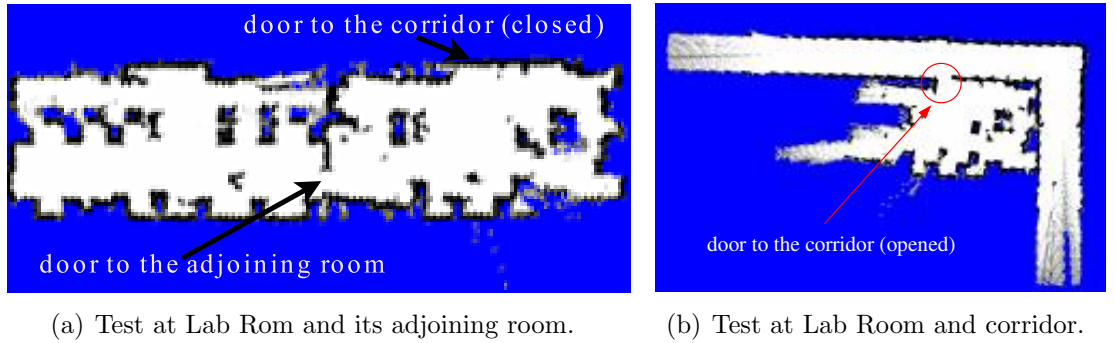 door to the corridor (closed)
door to the adjoining room
door to the corridor (opened)
(a) Test at Lab Rom and its adjoining room.
(b) Test at Lab Room and corridor.